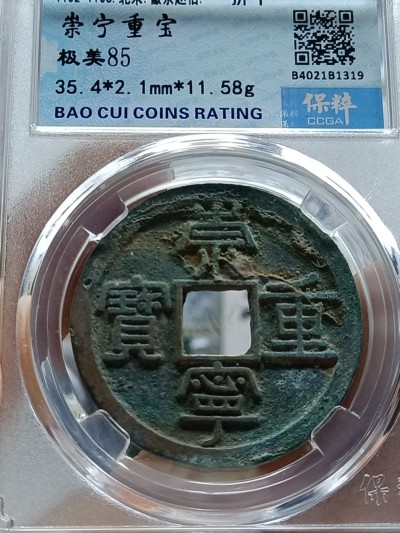 崇宁重宝
极美85
35.4*2.1mm*11.58g
BAO CUI COINS RATING
B4021B1319
保粹
CCGA
崇
寶 重
寧
保